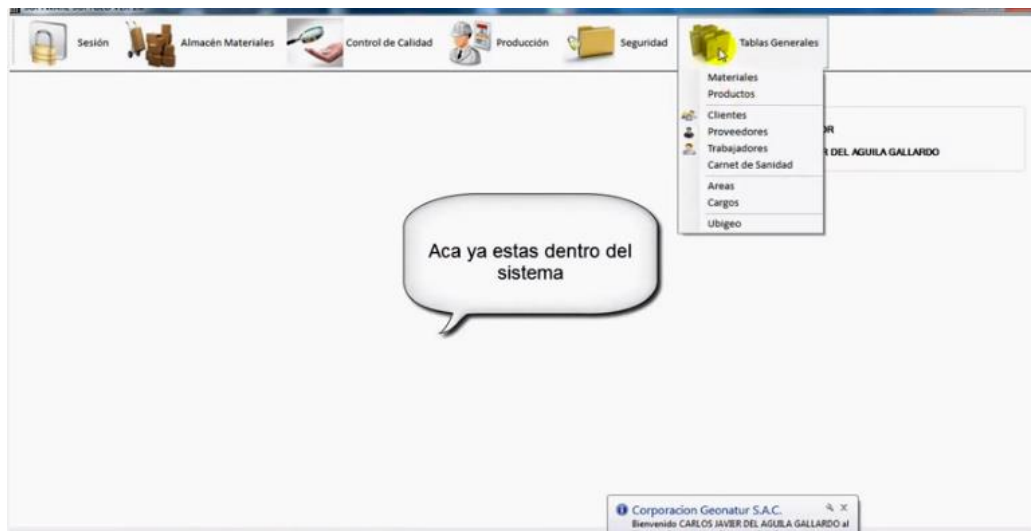 Sesión
Almacén Materiales
Control de Calidad
Producción
Seguridad
Tablas Generales
Materiales
Productos
Clientes
Proveedores
Trabajadores
Carnet de Sanidad
Areas
Cargos
Ubigeo
DEL AGUILA GALLARDO
Aca ya estas dentro del
sistema
Corporacion Geonatur S.A.C.
Bienvenido CARLOS JAVIER DEL AGUILA GALLARDO al